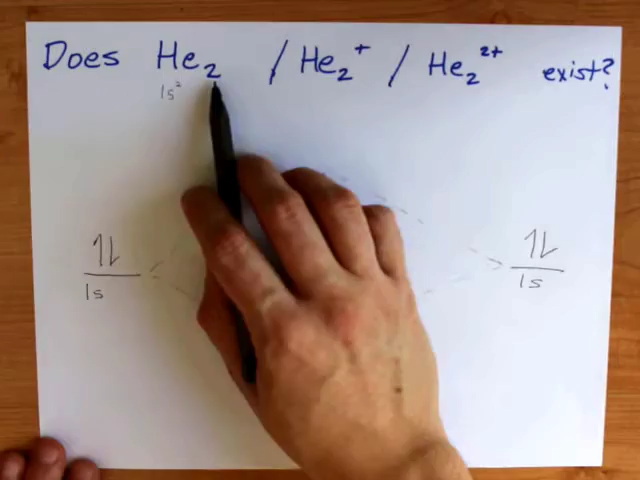 Does He₂ / He₂⁺ / He₂²⁺ exist?
1s²
1s 1s